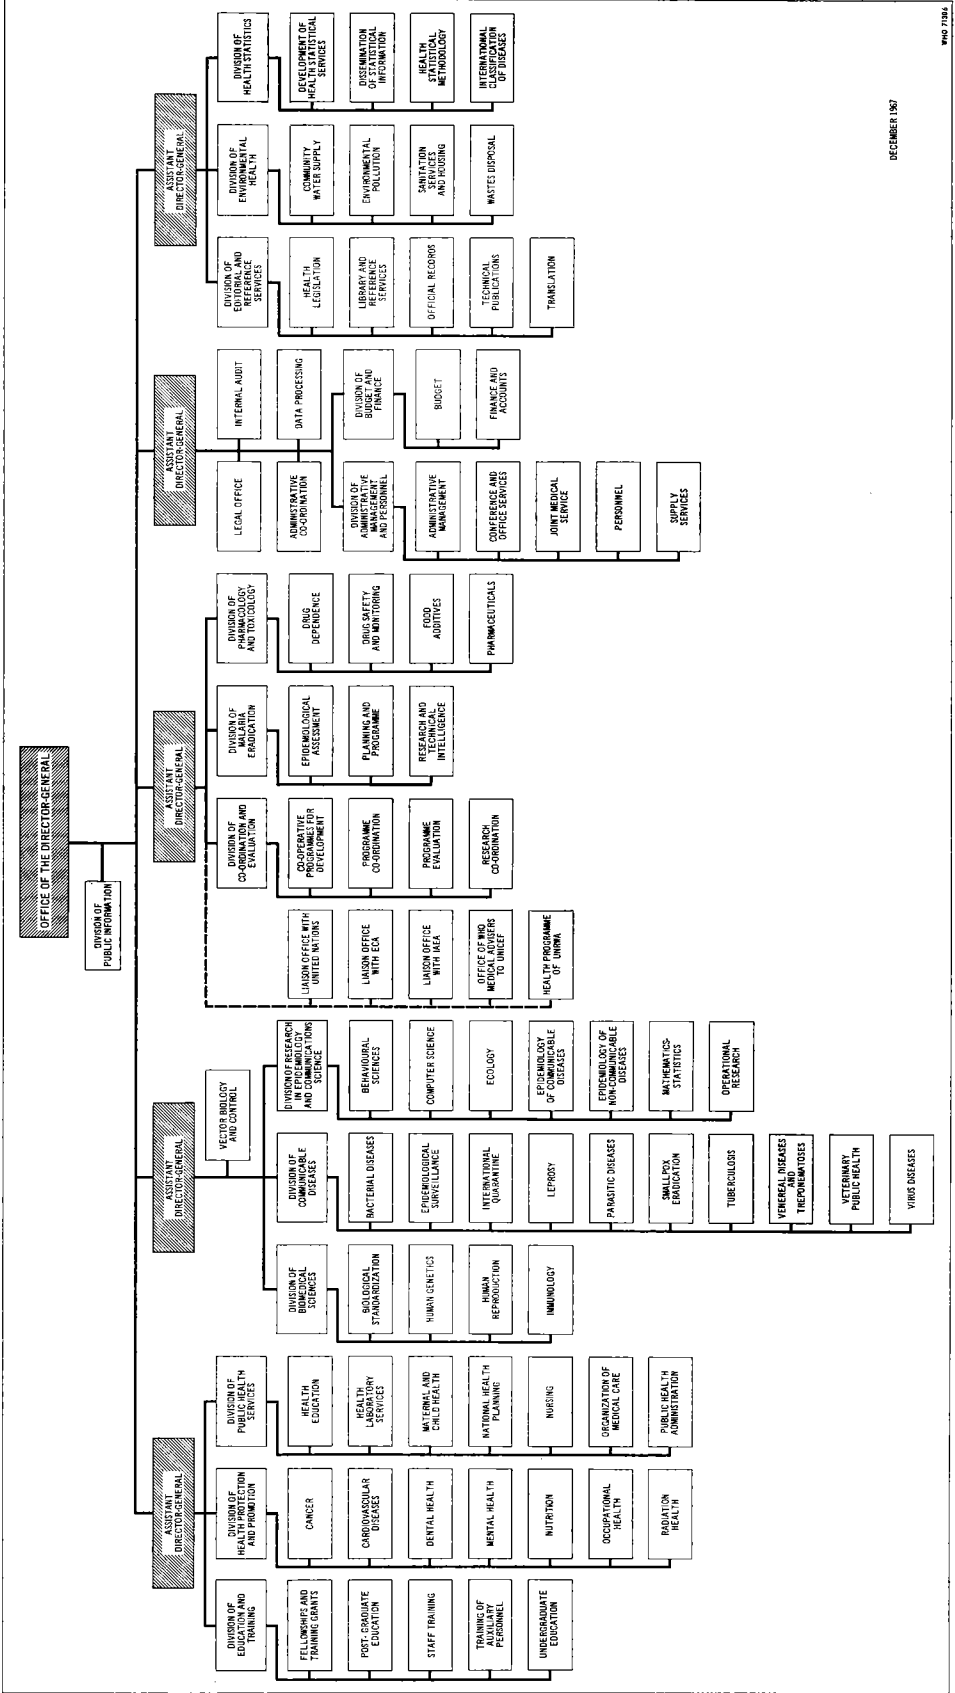 OFFICE OF THE DIRECTOR-GENERAL
DIVISION OF
PUBLIC INFORMATION
ASSISTANT
DIRECTOR-GENERAL
DIVISION OF
EDUCATION AND
TRAINING
FELLOWSHIPS AND
TRAINING GRANTS
POST-GRADUATE
EDUCATION
STAFF TRAINING
TRAINING OF
AUXILIARY
PERSONNEL
UNDERGRADUATE
EDUCATION
DIVISION OF
HEALTH PROTECTION
AND PROMOTION
CANCER
CARDIOVASCULAR
DISEASES
DENTAL HEALTH
MENTAL HEALTH
NUTRITION
OCCUPATIONAL
HEALTH
RADIATION
HEALTH
DIVISION OF
PUBLIC HEALTH
SERVICES
HEALTH
EDUCATION
HEALTH
LABORATORY
SERVICES
MATERNAL AND
CHILD HEALTH
NATIONAL HEALTH
PLANNING
NURSING
ORGANIZATION OF
MEDICAL CARE
PUBLIC HEALTH
ADMINISTRATION
ASSISTANT
DIRECTOR-GENERAL
VECTOR BIOLOGY
AND CONTROL
DIVISION OF
BIOMEDICAL
SCIENCES
BIOLOGICAL
STANDARDIZATION
HUMAN GENETICS
HUMAN
REPRODUCTION
IMMUNOLOGY
DIVISION OF
COMMUNICABLE
DISEASES
BACTERIAL DISEASES
EPIDEMIOLOGICAL
SURVEILLANCE
INTERNATIONAL
QUARANTINE
LEPROSY
PARASITIC DISEASES
SMALLPOX
ERADICATION
TUBERCULOSIS
VENEREAL DISEASES
AND
TREPONEMATOSES
VETERINARY
PUBLIC HEALTH
VIRUS DISEASES
DIVISION OF RESEARCH
IN EPIDEMIOLOGY
AND COMMUNICATIONS
SCIENCE
BEHAVIOURAL
SCIENCES
COMPUTER SCIENCE
ECOLOGY
EPIDEMIOLOGY
OF COMMUNICABLE
DISEASES
EPIDEMIOLOGY OF
NON-COMMUNICABLE
DISEASES
MATHEMATICS-
STATISTICS
OPERATIONAL
RESEARCH
ASSISTANT
DIRECTOR-GENERAL
LIAISON OFFICE WITH
UNITED NATIONS
LIAISON OFFICE
WITH ECA
LIAISON OFFICE
WITH IAEA
OFFICE OF WHO
MEDICAL ADVISERS
TO UNICEF
HEALTH PROGRAMME
OF UNRWA
DIVISION OF
CO-ORDINATION AND
EVALUATION
CO-OPERATIVE
PROGRAMMES FOR
DEVELOPMENT
PROGRAMME
CO-ORDINATION
PROGRAMME
EVALUATION
RESEARCH
CO-ORDINATION
DIVISION OF
MALARIA
ERADICATION
EPIDEMIOLOGICAL
ASSESSMENT
PLANNING AND
PROGRAMME
RESEARCH AND
TECHNICAL
INTELLIGENCE
DIVISION OF
PHARMACOLOGY
AND TOXICOLOGY
DRUG
DEPENDENCE
DRUG SAFETY
AND MONITORING
FOOD
ADDITIVES
PHARMACEUTICALS
ASSISTANT
DIRECTOR-GENERAL
LEGAL OFFICE
INTERNAL AUDIT
ADMINISTRATIVE
CO-ORDINATION
DATA PROCESSING
DIVISION OF
ADMINISTRATIVE
MANAGEMENT
AND PERSONNEL
ADMINISTRATIVE
MANAGEMENT
CONFERENCE AND
OFFICE SERVICES
JOINT MEDICAL
SERVICE
PERSONNEL
SUPPLY
SERVICES
DIVISION OF
BUDGET AND
FINANCE
BUDGET
FINANCE AND
ACCOUNTS
ASSISTANT
DIRECTOR-GENERAL
DIVISION OF
EDITORIAL AND
REFERENCE
SERVICES
HEALTH
LEGISLATION
LIBRARY AND
REFERENCE
SERVICES
OFFICIAL RECORDS
TECHNICAL
PUBLICATIONS
TRANSLATION
DIVISION OF
ENVIRONMENTAL
HEALTH
COMMUNITY
WATER SUPPLY
ENVIRONMENTAL
POLLUTION
SANITATION
SERVICES
AND HOUSING
WASTES DISPOSAL
DIVISION OF
HEALTH STATISTICS
DEVELOPMENT OF
HEALTH STATISTICAL
SERVICES
DISSEMINATION
OF STATISTICAL
INFORMATION
HEALTH
STATISTICAL
METHODOLOGY
INTERNATIONAL
CLASSIFICATION
OF DISEASES
DECEMBER 1967
WHO 71306